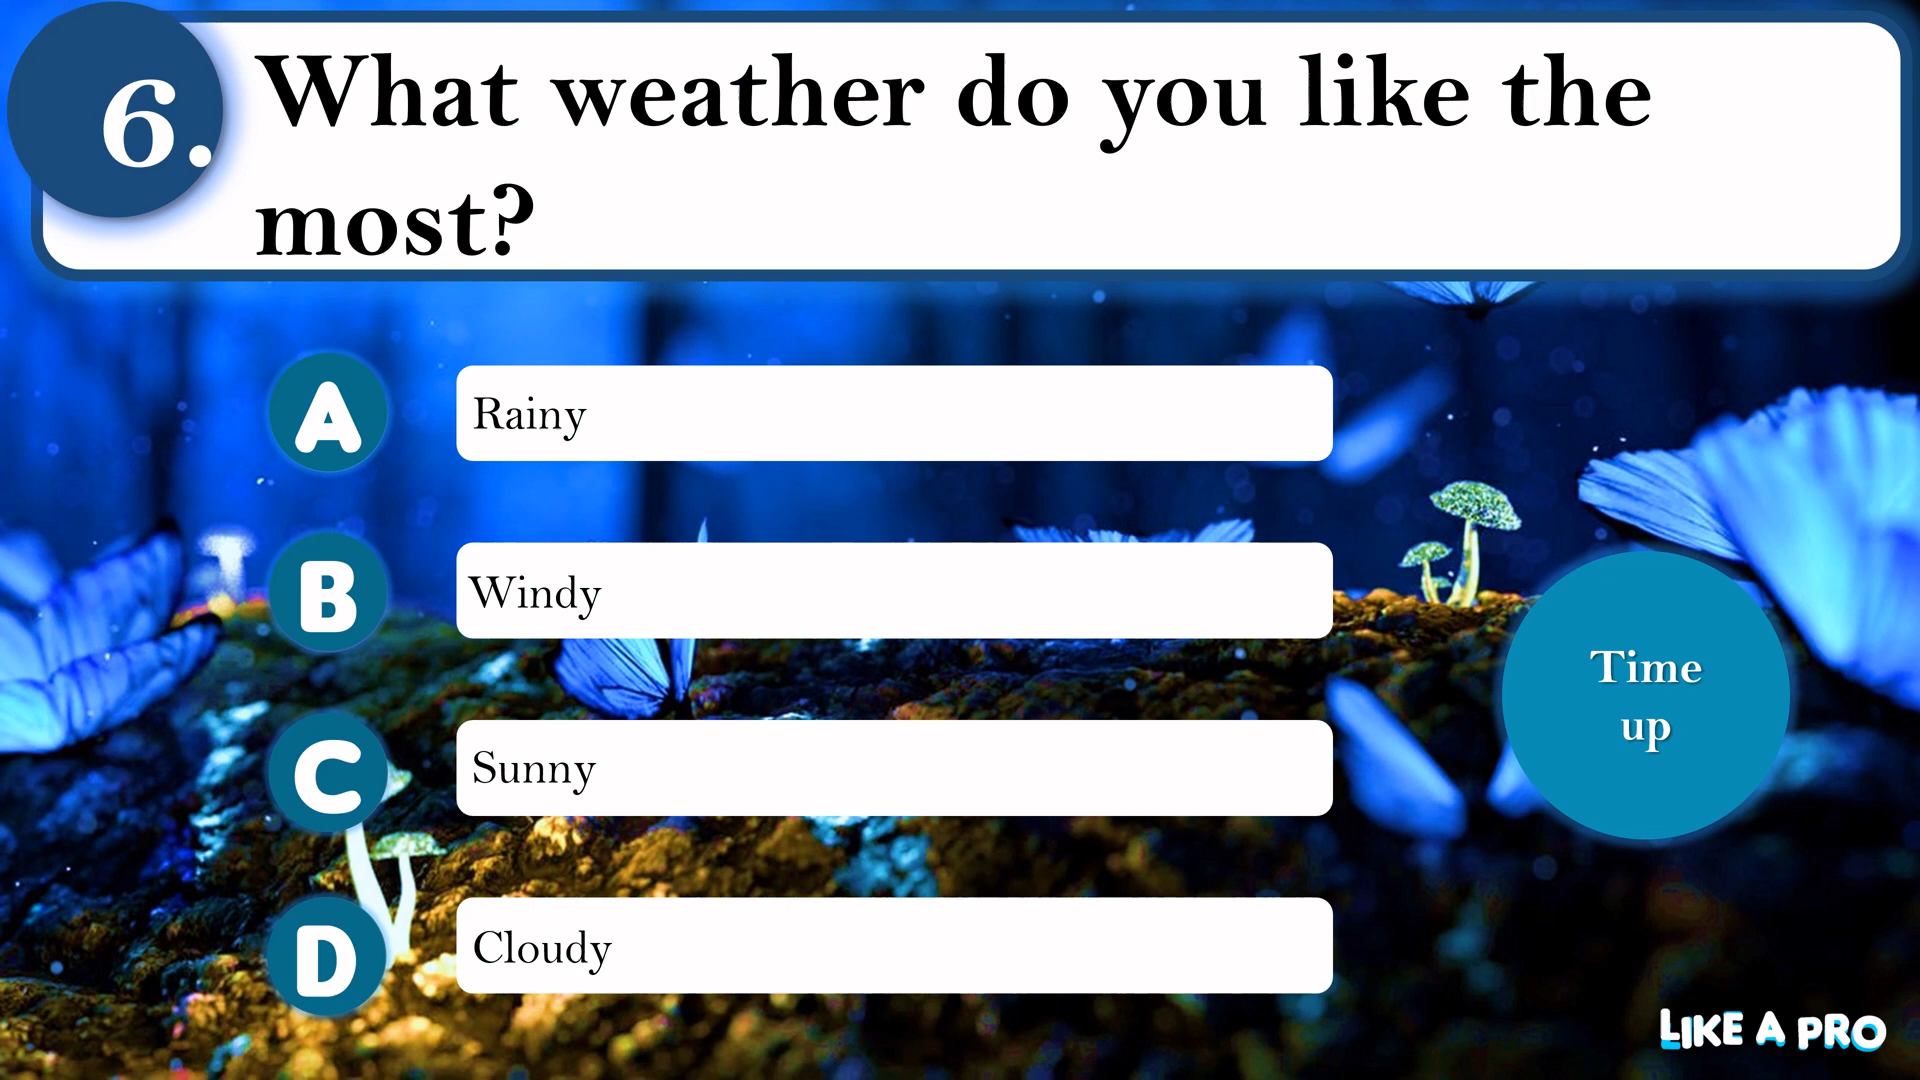 6.
What weather do you like the
most?
A
Rainy
B
Windy
C
Sunny
D
Cloudy
Time
up
LIKE A PRO